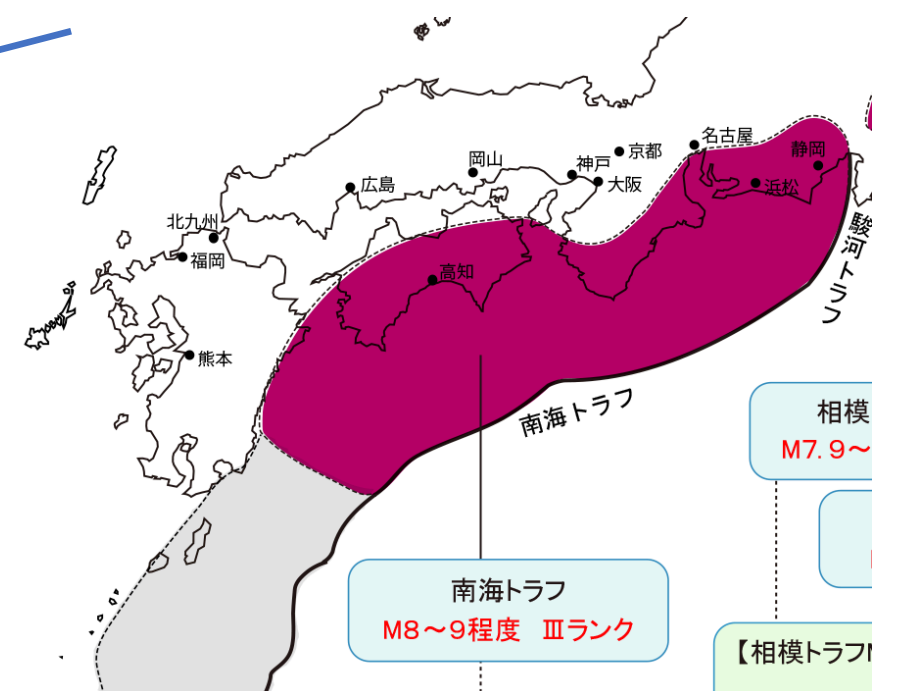 名古屋
京都
静岡
岡山
神戸
大阪
浜松
広島
北九州
福岡
高知
駿河トラフ
熊本
南海トラフ
相模
M7.9～
南海トラフ
M8～9程度 Ⅲランク
【相模トラフM